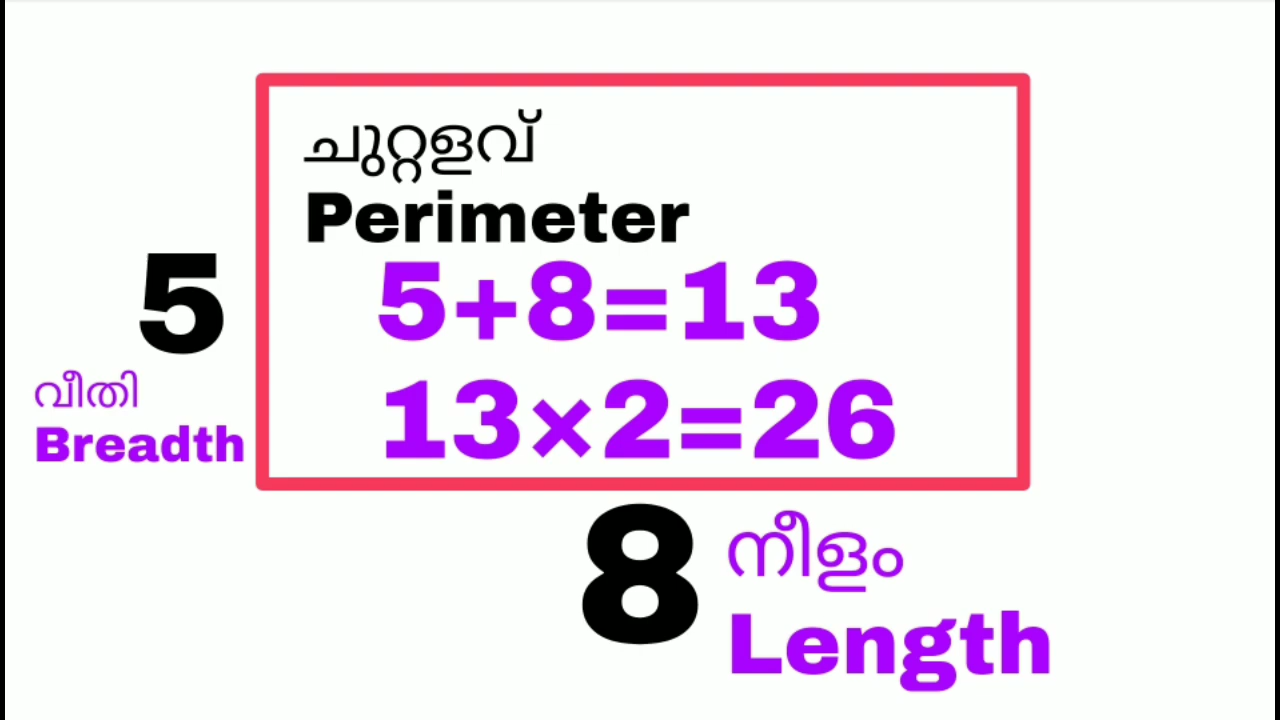 ചുറ്റളവ്
Perimeter
5+8=13
13×2=26
5
വീതി
Breadth
8
നീളം
Length